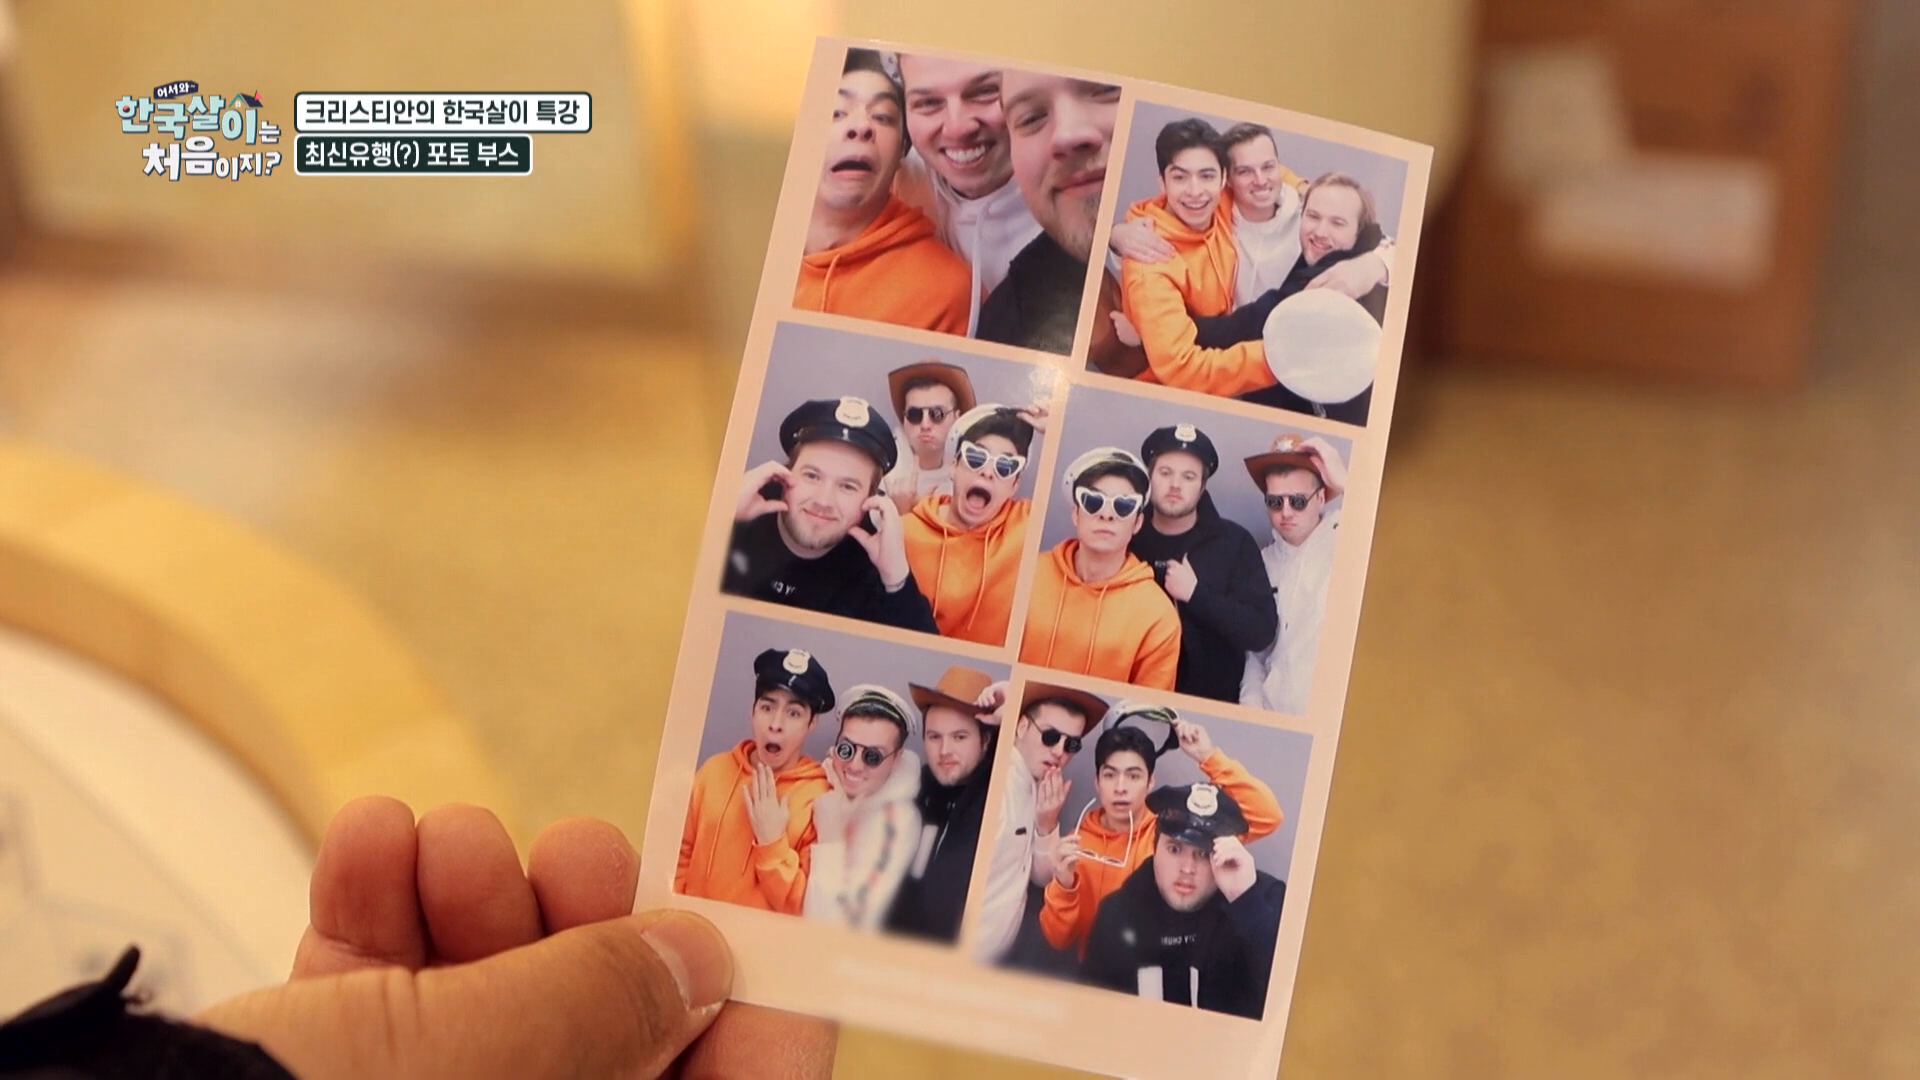 어서와~
한국살이는
처음이지?
크리스티안의 한국살이 특강
최신유행(?) 포토 부스